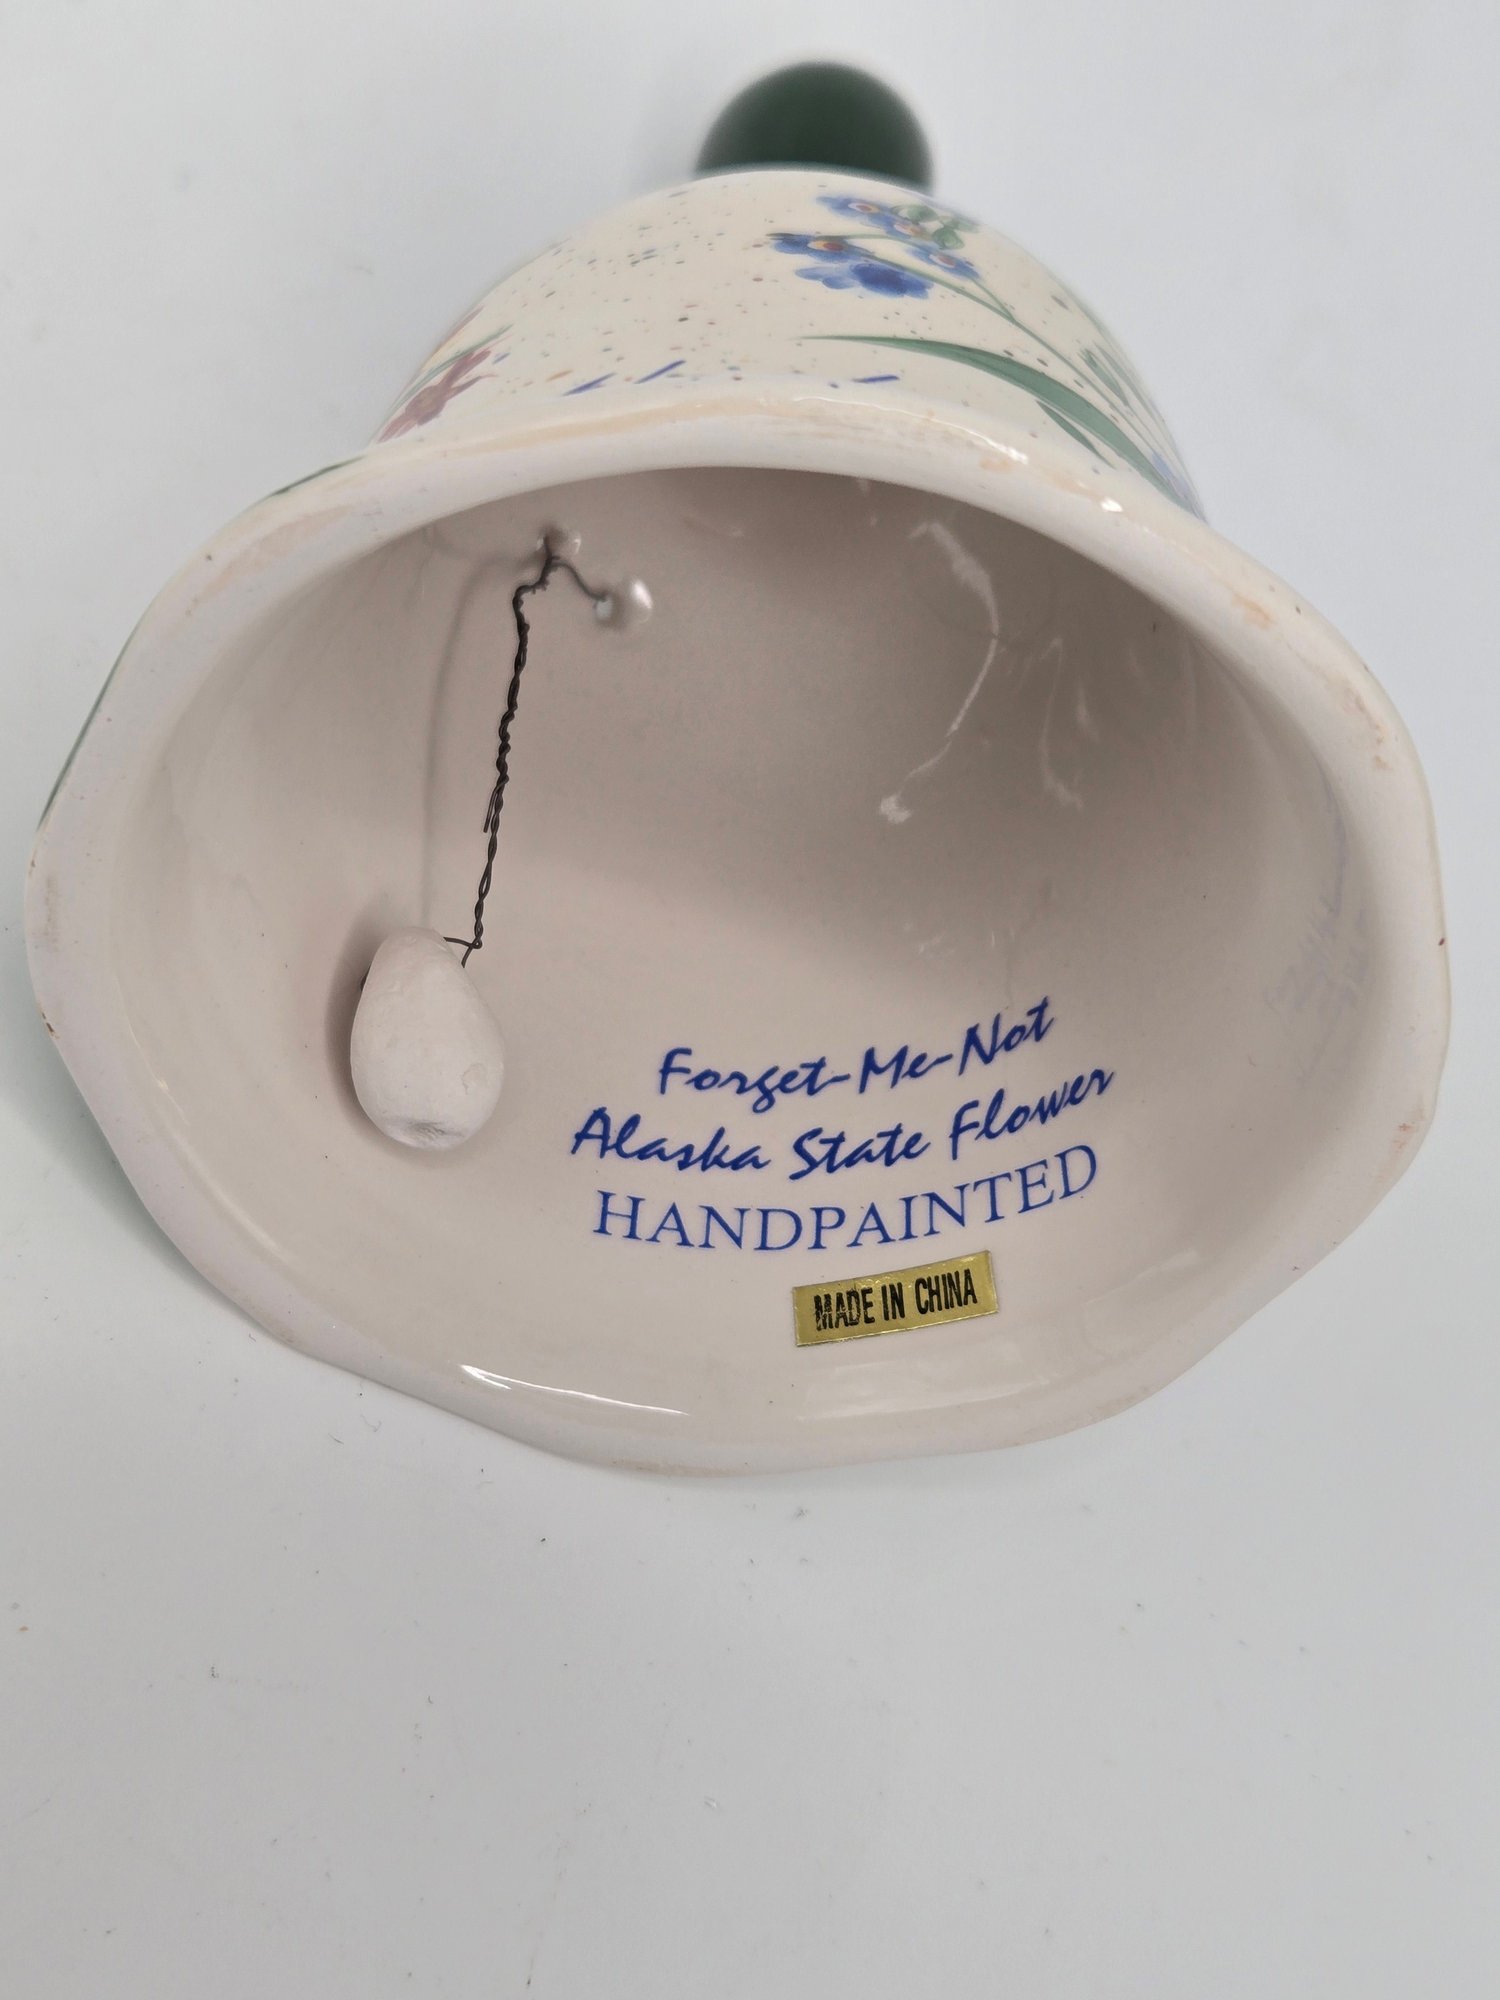 Forget-Me-Not
Alaska State Flower
HANDPAINTED
MADE IN CHINA